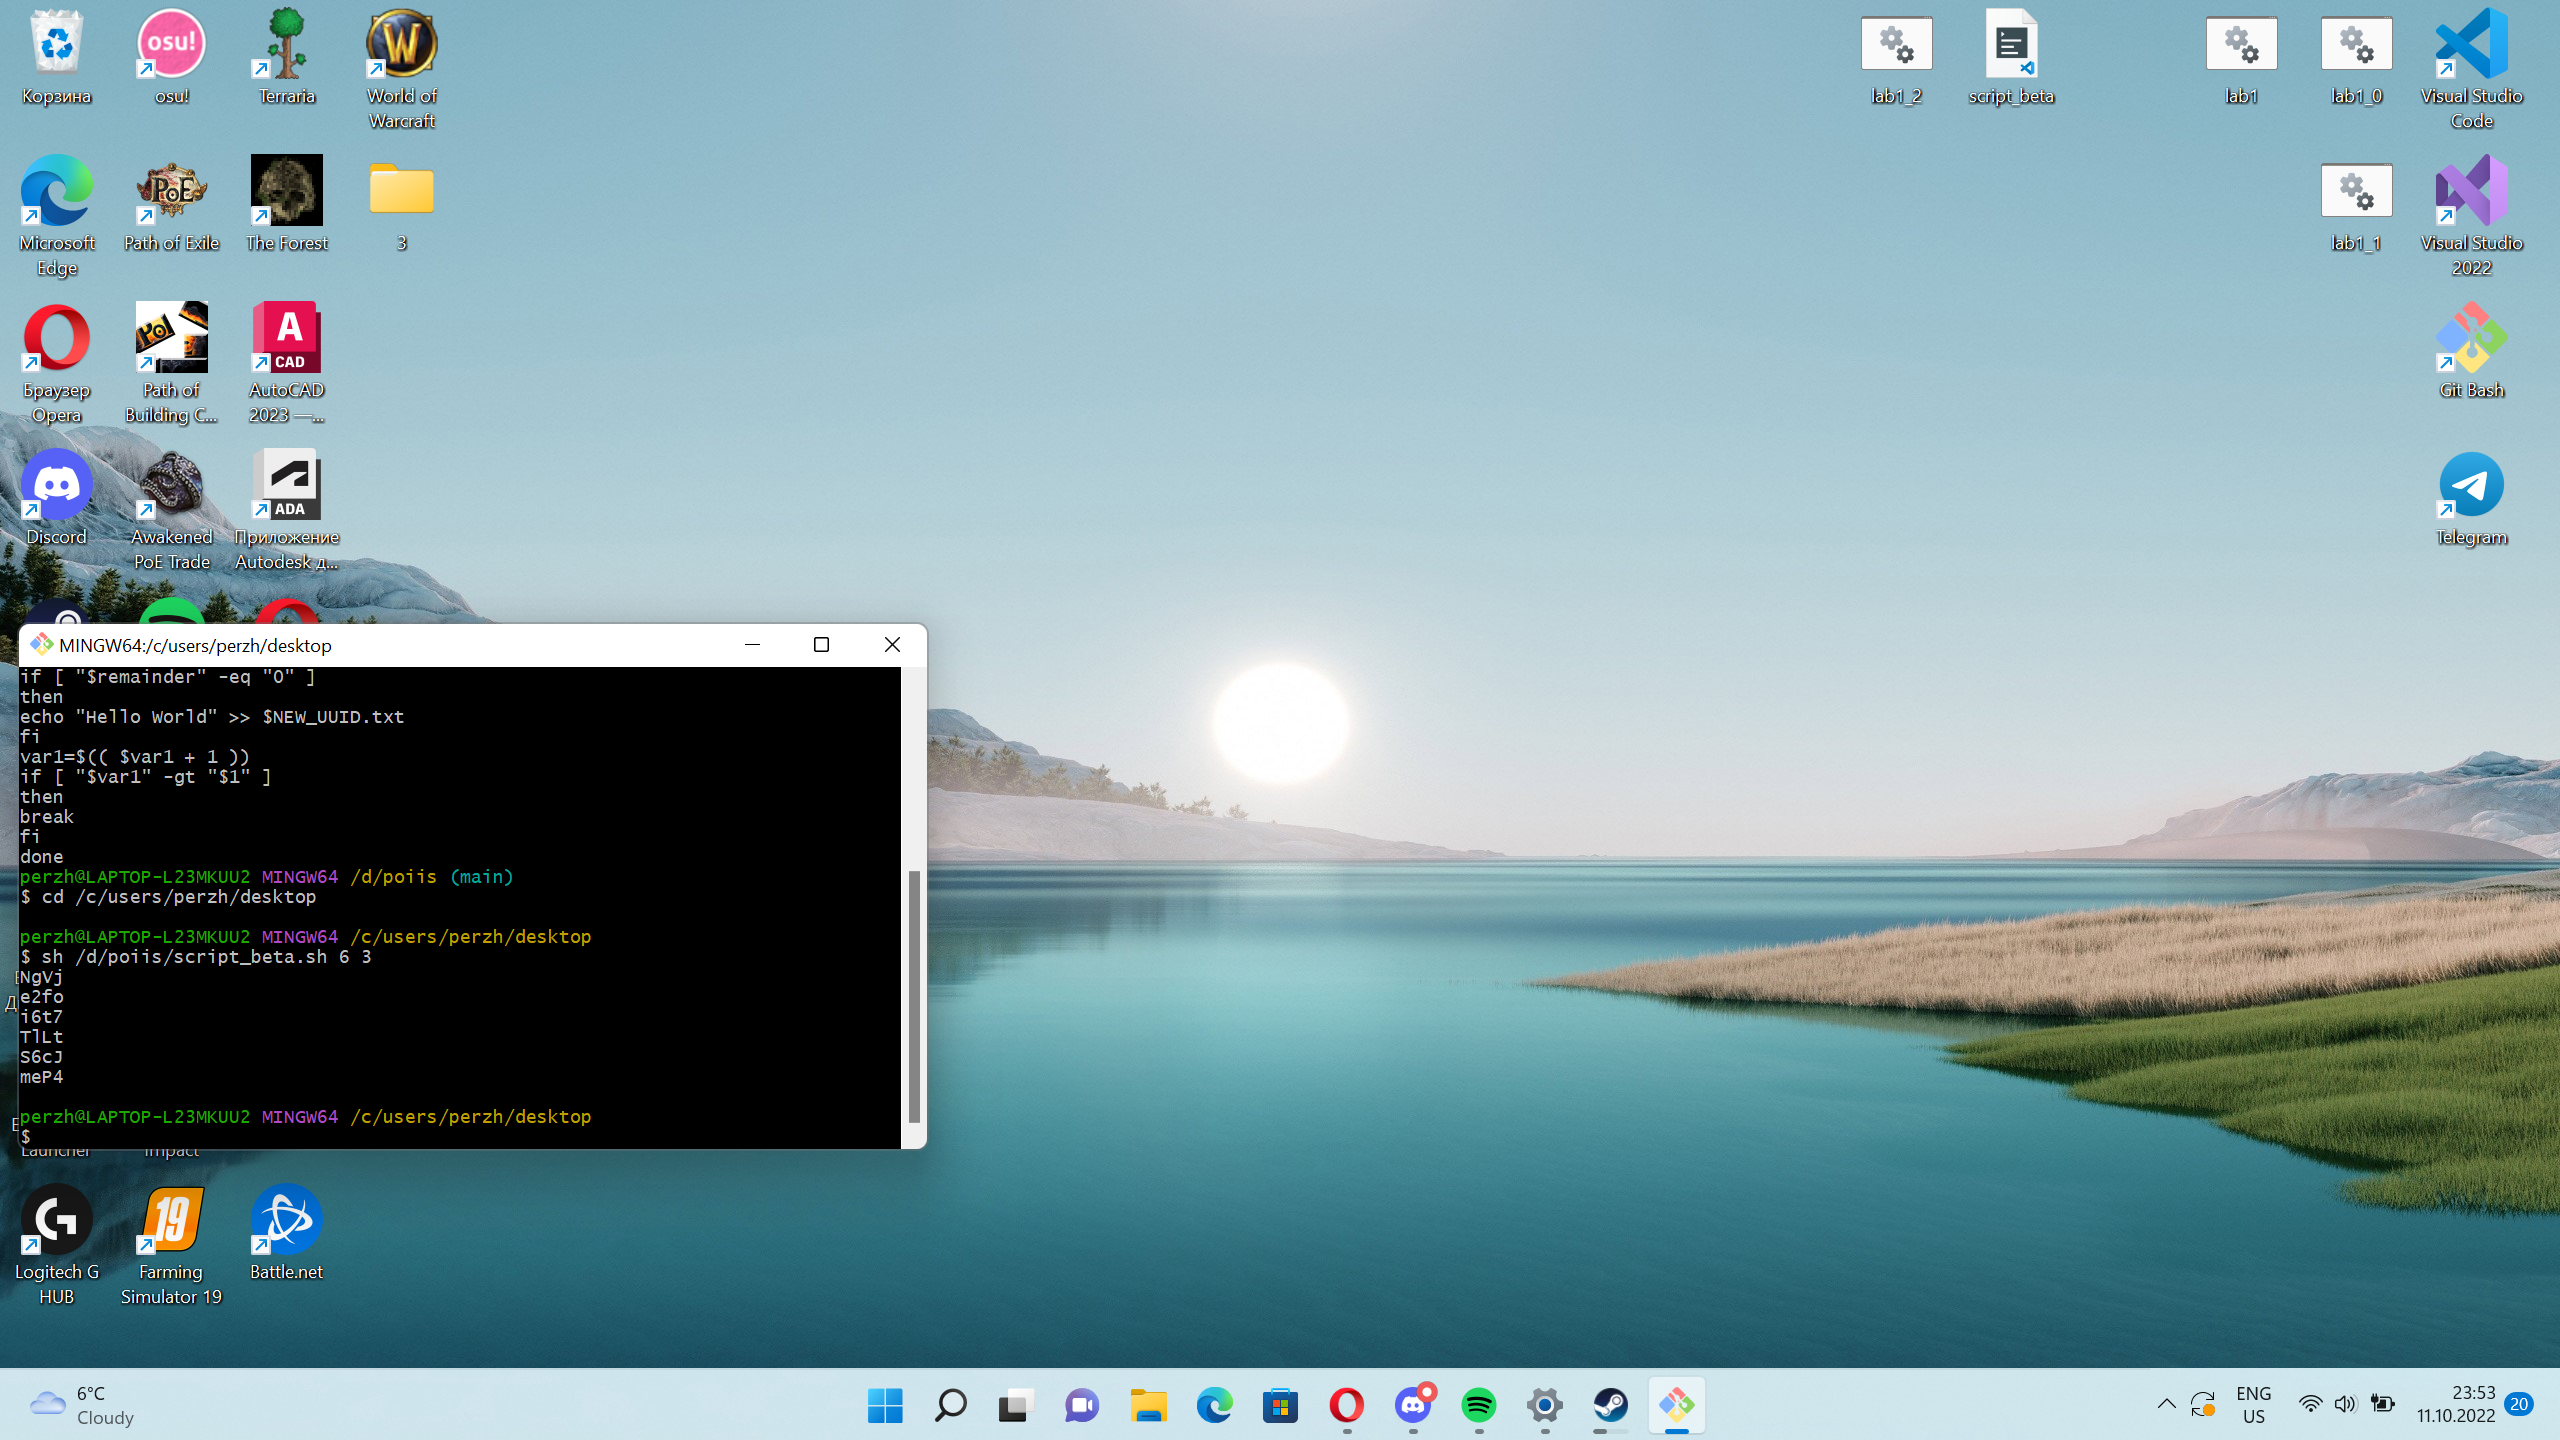 Корзина
osu!
osu!
Terraria
World of
Warcraft
lab1_2
script_beta
lab1
lab1_0
Visual Studio
Code
Microsoft
Edge
PoE
Path of Exile
The Forest
3
lab1_1
Visual Studio
2022
Браузер
Opera
Path of
Building C...
A
CAD
AutoCAD
2023 —...
Git Bash
Discord
Awakened
PoE Trade
ADA
Приложение
Autodesk д...
Telegram
MINGW64:/c/users/perzh/desktop
if [ "$remainder" -eq "0" ]
then
echo "Hello World" >> $NEW_UUID.txt
fi
var1=$(( $var1 + 1 ))
if [ "$var1" -gt "$1" ]
then
break
fi
done
perzh@LAPTOP-L23MKUU2 MINGW64 /d/poiis (main)
$ cd /c/users/perzh/desktop
perzh@LAPTOP-L23MKUU2 MINGW64 /c/users/perzh/desktop
$ sh /d/poiis/script_beta.sh 6 3
NgVj
e2fo
i6t7
TlLt
S6cJ
meP4
perzh@LAPTOP-L23MKUU2 MINGW64 /c/users/perzh/desktop
$
Launcher
Impact
Logitech G
HUB
19
Farming
Simulator 19
Battle.net
6°C
Cloudy
ENG
US
23:53
11.10.2022
20